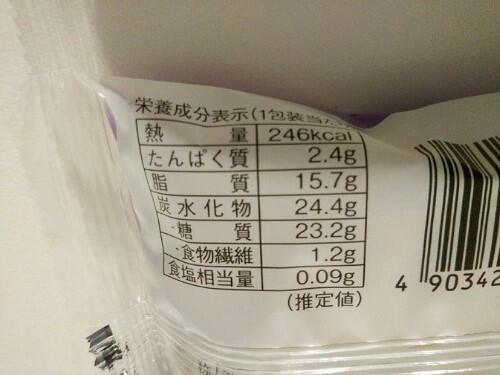 栄養成分表示(1包装当た
熱 量 246kcal
たんぱく質 2.4g
脂 質 15.7g
炭水化物 24.4g
-糖 質 23.2g
-食物繊維 1.2g
食塩相当量 0.09g
(推定値)
4 90342